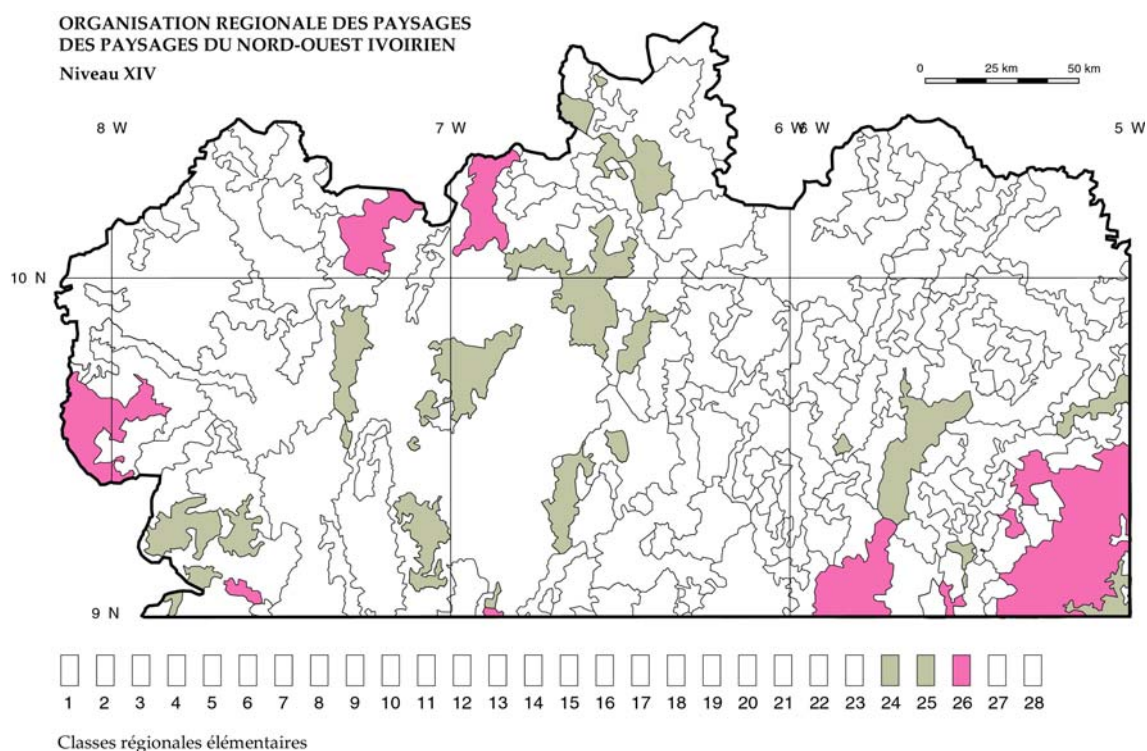 ORGANISATION REGIONALE DES PAYSAGES
DES PAYSAGES DU NORD-OUEST IVOIRIEN
Niveau XIV
0 25 km 50 km
8 W 7 W 6 W 6 W 5 W
10 N
9 N
1 2 3 4 5 6 7 8 9 10 11 12 13 14 15 16 17 18 19 20 21 22 23 24 25 26 27 28
Classes régionales élémentaires